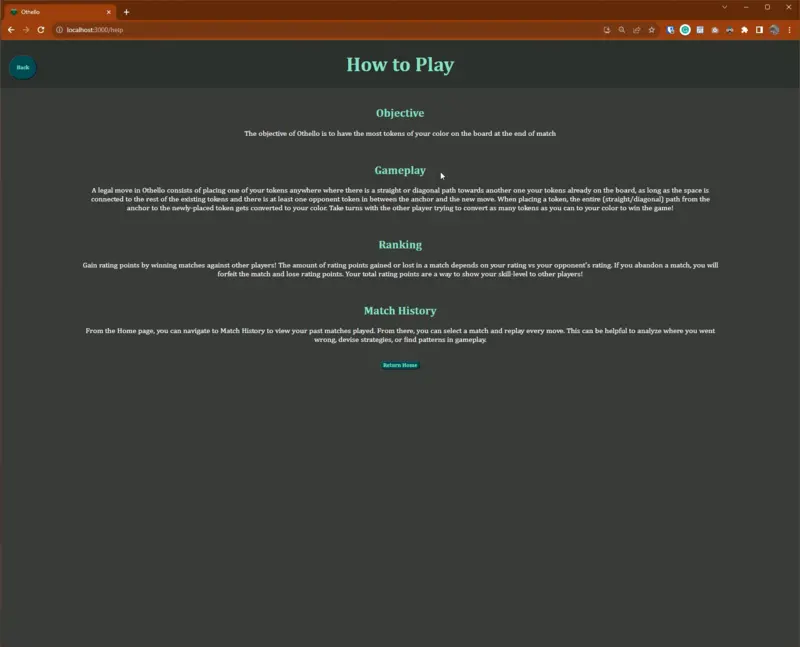 Othello
localhost:3000/help
Back
How to Play
Objective
The objective of Othello is to have the most tokens of your color on the board at the end of match
Gameplay
A legal move in Othello consists of placing one of your tokens anywhere where there is a straight or diagonal path towards another one your tokens already on the board, as long as the space is
connected to the rest of the existing tokens and there is at least one opponent token in between the anchor and the new move. When placing a token, the entire (straight/diagonal) path from the
anchor to the newly-placed token gets converted to your color. Take turns with the other player trying to convert as many tokens as you can to your color to win the game!
Ranking
Gain rating points by winning matches against other players! The amount of rating points gained or lost in a match depends on your rating vs your opponent's rating. If you abandon a match, you will
forfeit the match and lose rating points. Your total rating points are a way to show your skill-level to other players!
Match History
From the Home page, you can navigate to Match History to view your past matches played. From there, you can select a match and replay every move. This can be helpful to analyze where you went
wrong, devise strategies, or find patterns in gameplay.
Return Home